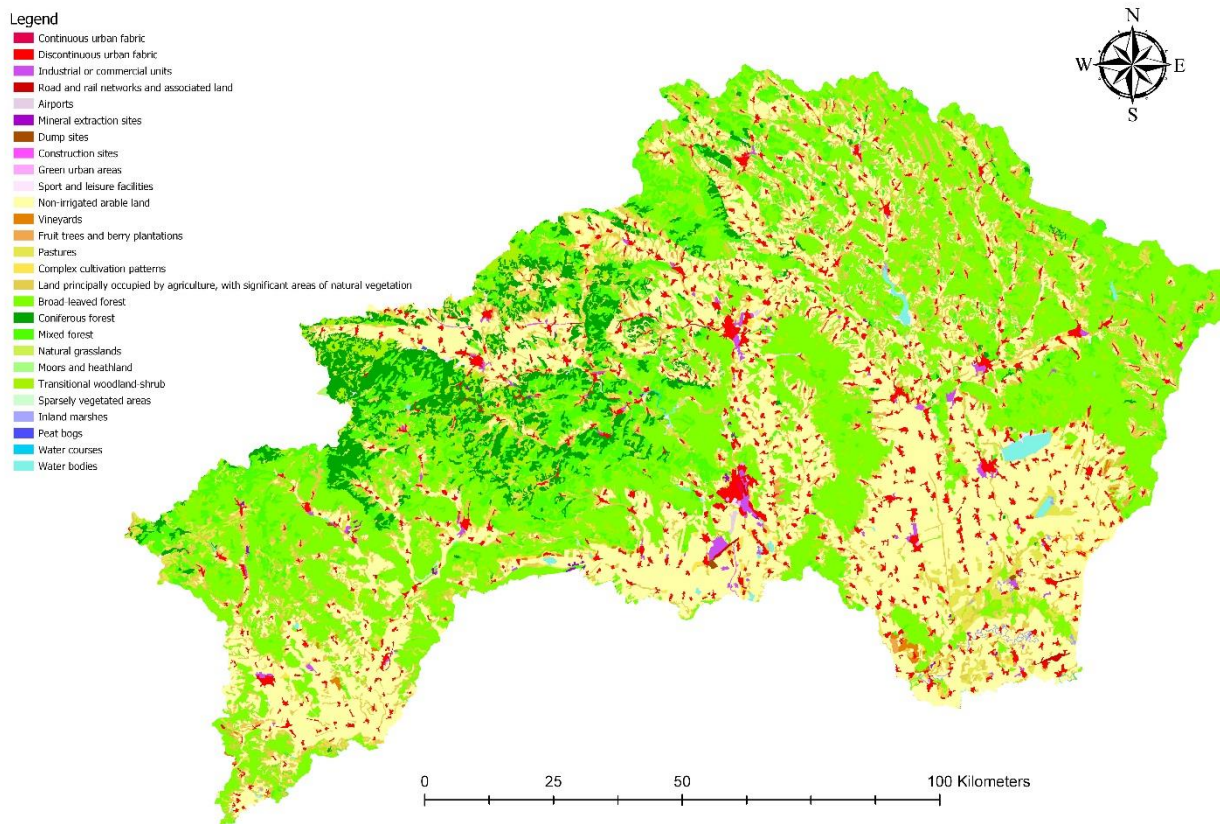 Legend
Continuous urban fabric
Discontinuous urban fabric
Industrial or commercial units
Road and rail networks and associated land
Airports
Mineral extraction sites
Dump sites
Construction sites
Green urban areas
Sport and leisure facilities
Non-irrigated arable land
Vineyards
Fruit trees and berry plantations
Pastures
Complex cultivation patterns
Land principally occupied by agriculture, with significant areas of natural vegetation
Broad-leaved forest
Coniferous forest
Mixed forest
Natural grasslands
Moors and heathland
Transitional woodland-shrub
Sparsely vegetated areas
Inland marshes
Peat bogs
Water courses
Water bodies
N
W E
S
0 25 50 100 Kilometers